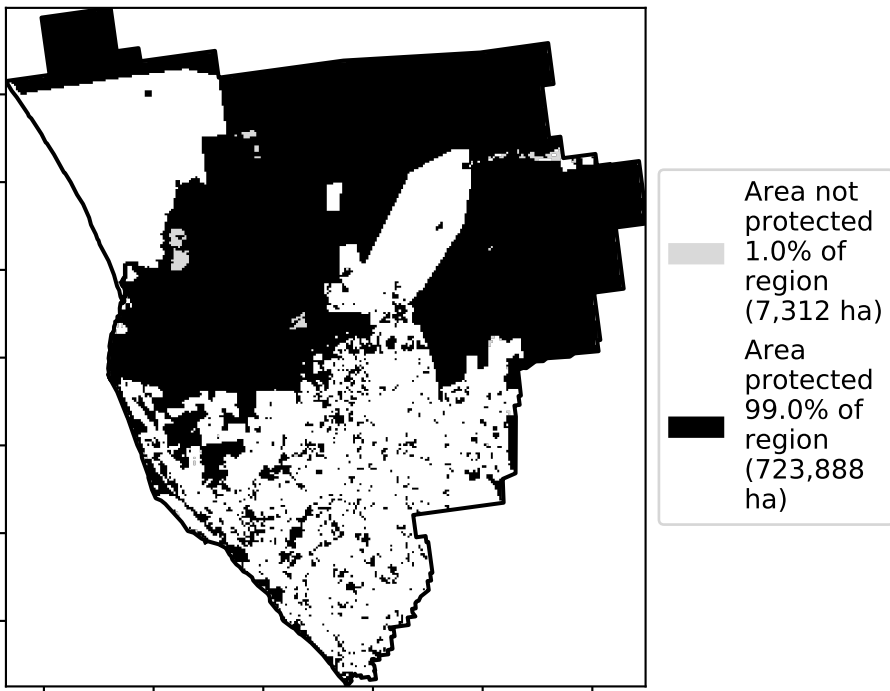 Area not
protected
1.0% of
region
(7,312 ha)
Area
protected
99.0% of
region
(723,888
ha)